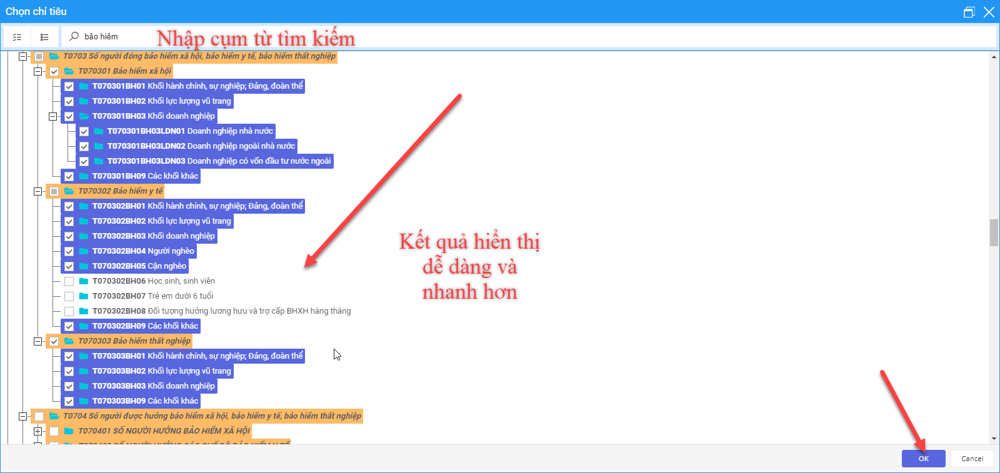 Chọn chỉ tiêu
bảo hiêm
Nhập cụm từ tìm kiếm
T0703 Số người đóng bảo hiểm xã hội, bảo hiểm y tế, bảo hiểm thất nghiệp
T070301 Bảo hiểm xã hội
T070301BH01 Khối hành chính, sự nghiệp; Đảng, đoàn thể
T070301BH02 Khối lực lượng vũ trang
T070301BH03 Khối doanh nghiệp
T070301BH03LDN01 Doanh nghiệp nhà nước
T070301BH03LDN02 Doanh nghiệp ngoài nhà nước
T070301BH03LDN03 Doanh nghiệp có vốn đầu tư nước ngoài
T070301BH09 Các khối khác
T070302 Bảo hiểm y tế
T070302BH01 Khối hành chính, sự nghiệp; Đảng, đoàn thể
T070302BH02 Khối lực lượng vũ trang
T070302BH03 Khối doanh nghiệp
T070302BH04 Người nghèo
T070302BH05 Cận nghèo
T070302BH06 Học sinh, sinh viên
T070302BH07 Trẻ em dưới 6 tuổi
T070302BH08 Đối tượng hưởng lương hưu và trợ cấp BHXH hàng tháng
T070302BH09 Các khối khác
Kết quả hiển thị
dễ dàng và
nhanh hơn
T070303 Bảo hiểm thất nghiệp
T070303BH01 Khối hành chính, sự nghiệp; Đảng, đoàn thể
T070303BH02 Khối lực lượng vũ trang
T070303BH03 Khối doanh nghiệp
T070303BH09 Các khối khác
T0704 Số người được hưởng bảo hiểm xã hội, bảo hiểm y tế, bảo hiểm thất nghiệp
T070401 SỐ NGƯỜI HƯỞNG BẢO HIỂM XÃ HỘI
OK
Cancel